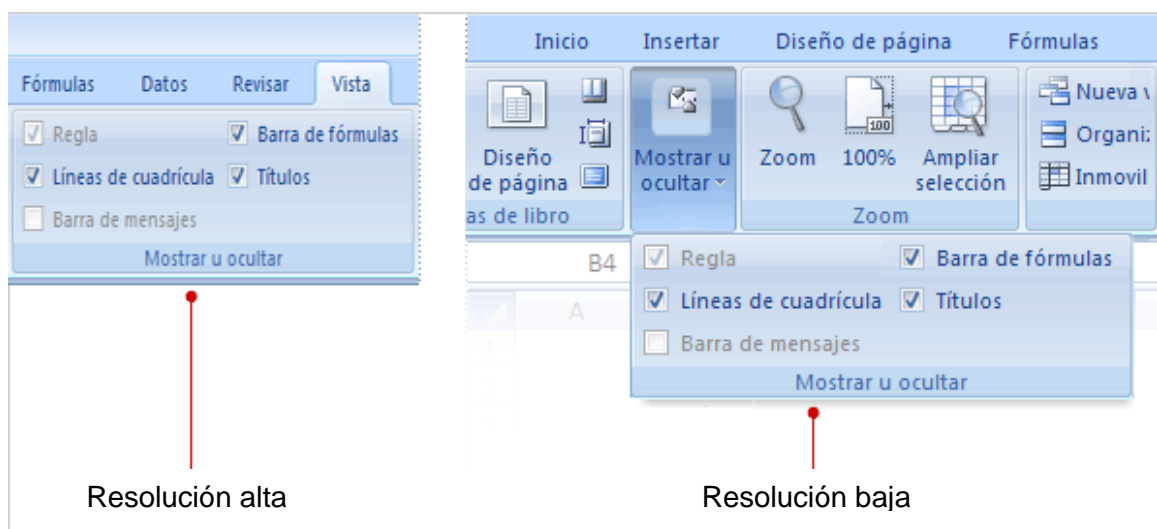 Fórmulas Datos Revisar Vista
Regla Barra de fórmulas
Líneas de cuadrícula Títulos
Barra de mensajes
Mostrar u ocultar
Resolución alta
Inicio Insertar Diseño de página Fórmulas
Diseño
de página
as de libro
Mostrar u
ocultar
Zoom
100
100%
Ampliar
selección
Zoom
Nueva v
Organi
Inmovil
B4
A
1
2
Regla Barra de fórmulas
Líneas de cuadrícula Títulos
Barra de mensajes
Mostrar u ocultar
Resolución baja